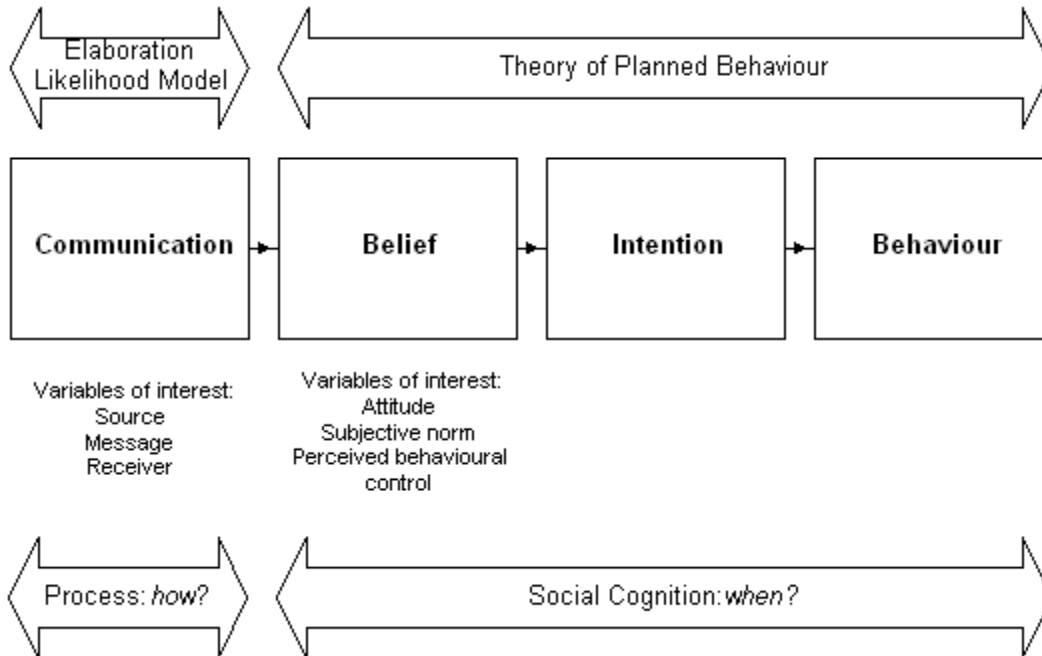 Elaboration
Likelihood Model
Theory of Planned Behaviour
Communication
Belief
Intention
Behaviour
Variables of interest:
Source
Message
Receiver
Variables of interest:
Attitude
Subjective norm
Perceived behavioural
control
Process: how?
Social Cognition: when?